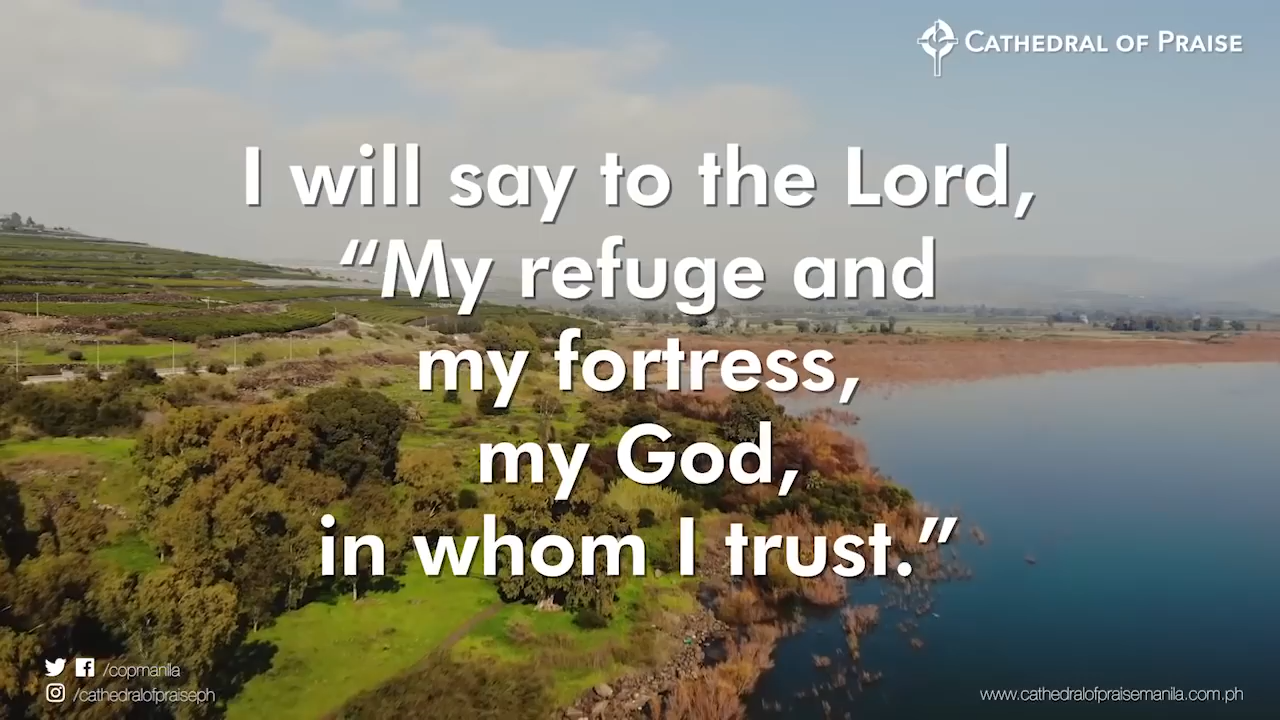 CATHEDRAL OF PRAISE
I will say to the Lord,
“My refuge and
my fortress,
my God,
in whom I trust.”
/copmanila
/cathedralofpraiseph
www.cathedralofpraisemanila.com.ph